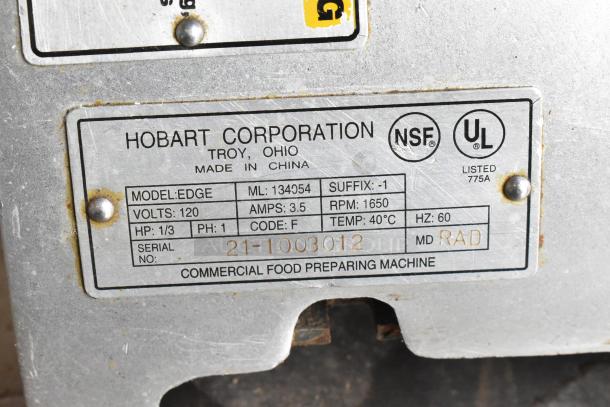 G
HOBART CORPORATION
TROY, OHIO
MADE IN CHINA
NSF®
UL®
LISTED
775A
MODEL:EDGE ML: 134054 SUFFIX: -1
VOLTS: 120 AMPS: 3.5 RPM: 1650
HP: 1/3 PH: 1 CODE: F TEMP: 40°C HZ: 60
SERIAL NO: 21-1003012 MD RAD
COMMERCIAL FOOD PREPARING MACHINE